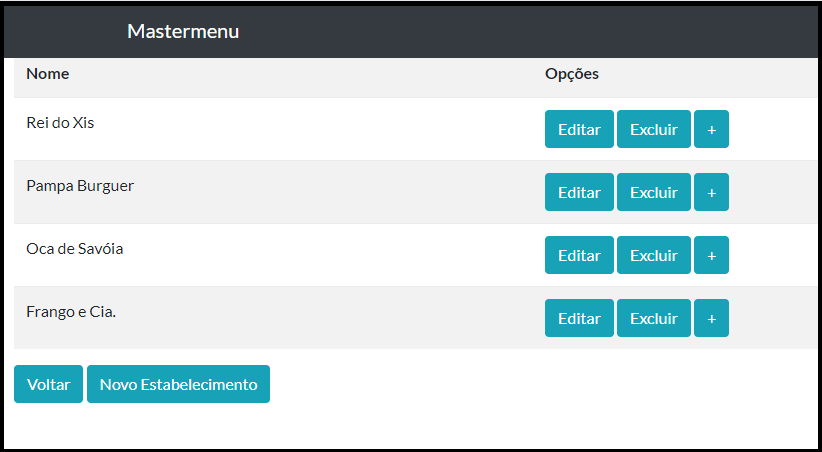 Mastermenu
Nome Opções
Rei do Xis Editar Excluir +
Pampa Burguer Editar Excluir +
Oca de Savóia Editar Excluir +
Frango e Cia. Editar Excluir +
Voltar Novo Estabelecimento